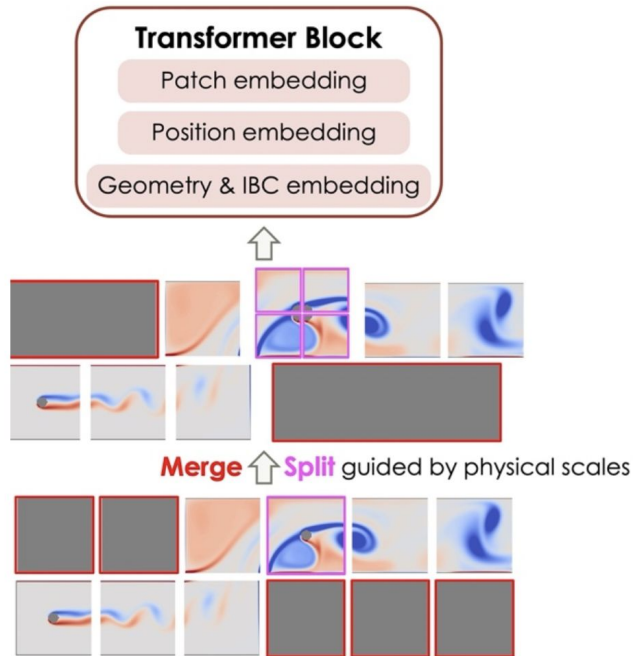 Transformer Block
Patch embedding
Position embedding
Geometry & IBC embedding
Merge Split guided by physical scales